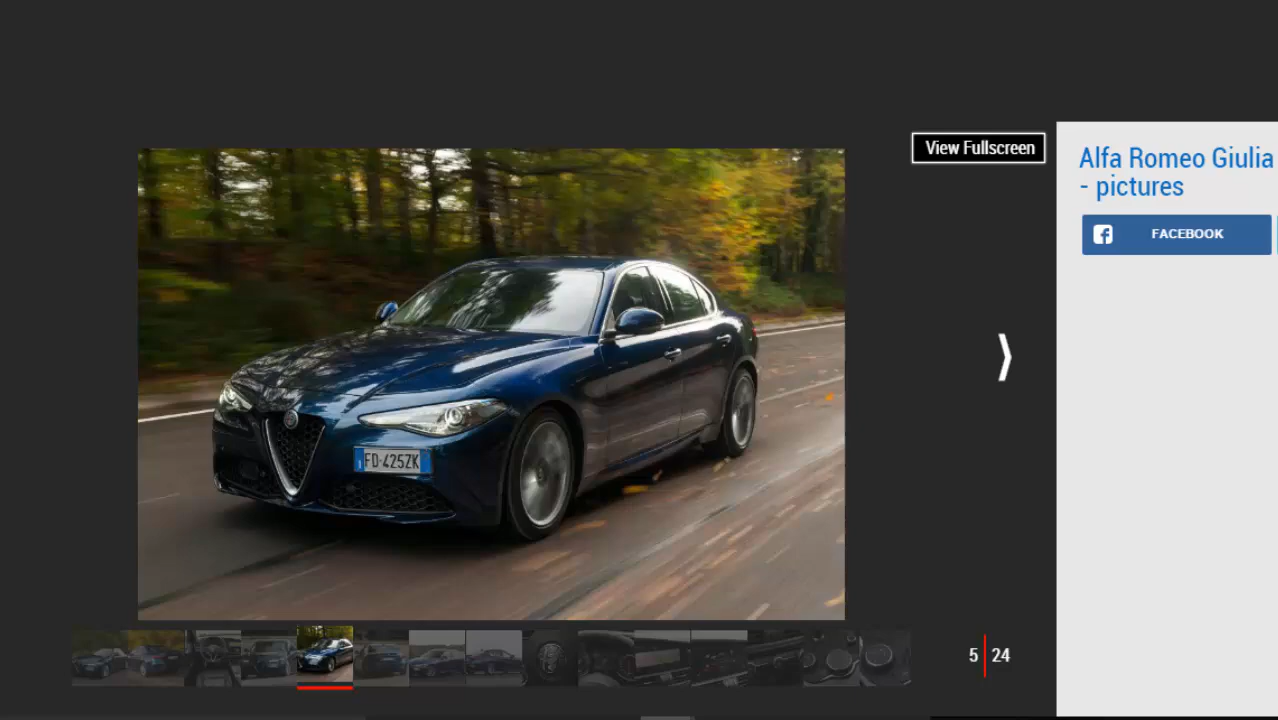 View Fullscreen
Alfa Romeo Giulia
- pictures
FACEBOOK
FD·425ZK
5 24